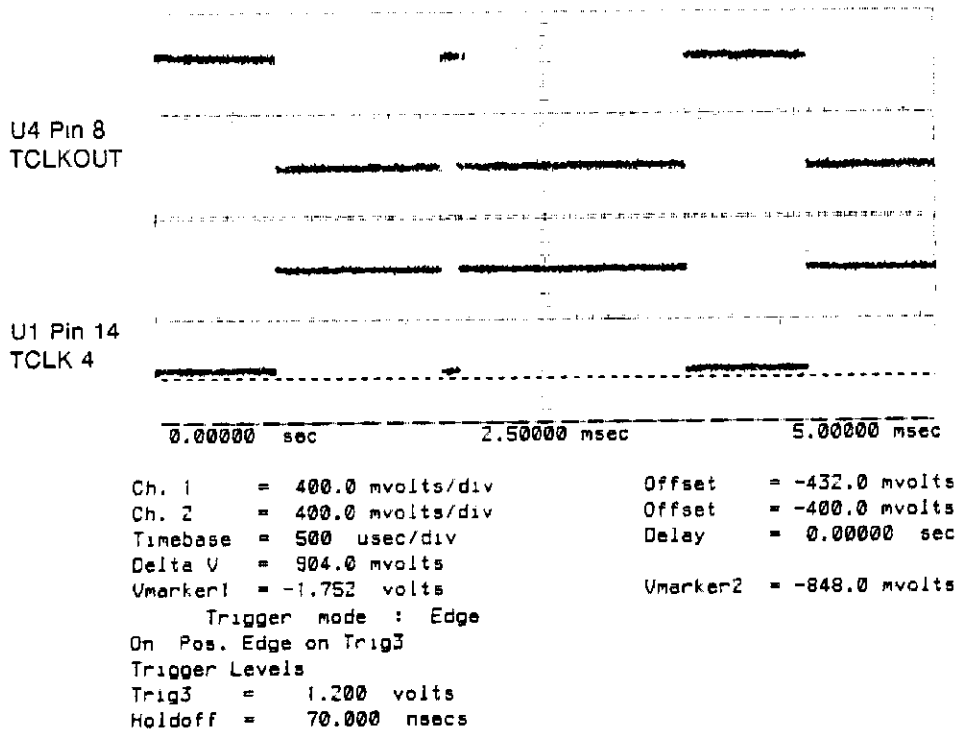 U4 Pin 8
TCLKOUT
U1 Pin 14
TCLK 4
0.00000 sec 2.50000 msec 5.00000 msec
Ch. 1 = 400.0 mvolts/div Offset = -432.0 mvolts
Ch. 2 = 400.0 mvolts/div Offset = -400.0 mvolts
Timebase = 500 usec/div Delay = 0.00000 sec
Delta V = 904.0 mvolts
Vmarker1 = -1.752 volts Vmarker2 = -848.0 mvolts
Trigger mode : Edge
On Pos. Edge on Trig3
Trigger Levels
Trig3 = 1.200 volts
Holdoff = 70.000 nsecs